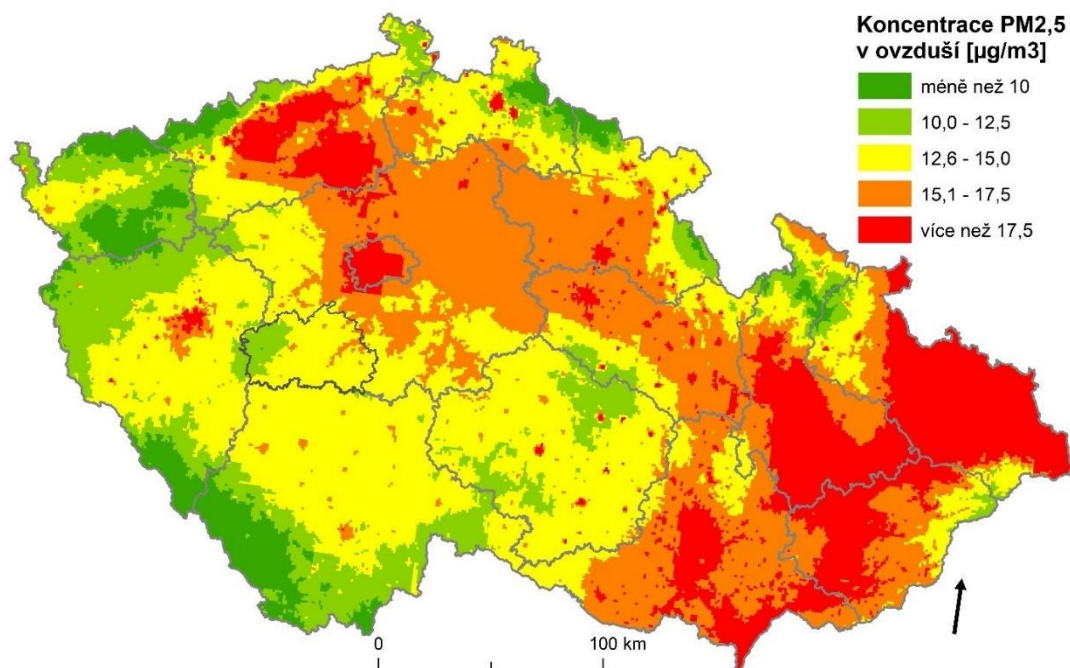 Koncentrace PM2,5
v ovzduší [µg/m3]
méně než 10
10,0 - 12,5
12,6 - 15,0
15,1 - 17,5
více než 17,5
0
100 km